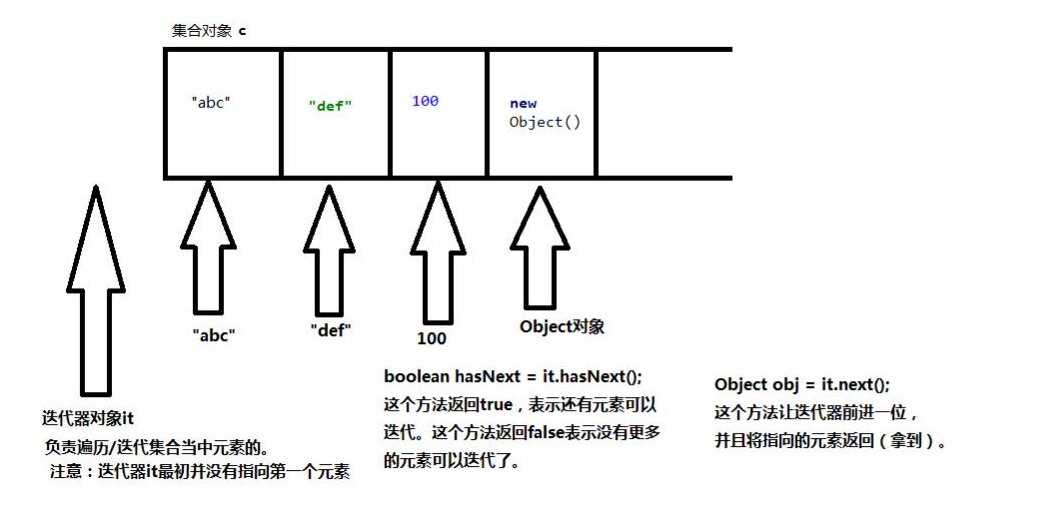 集合对象 c
"abc"
"def"
100
new
Object()
"abc"
"def"
100
Object对象
迭代器对象it
负责遍历/迭代集合当中元素的。
注意：迭代器it最初并没有指向第一个元素
boolean hasNext = it.hasNext();
这个方法返回true，表示还有元素可以
迭代。这个方法返回false表示没有更多
的元素可以迭代了。
Object obj = it.next();
这个方法让迭代器前进一位，
并且将指向的元素返回（拿到）。